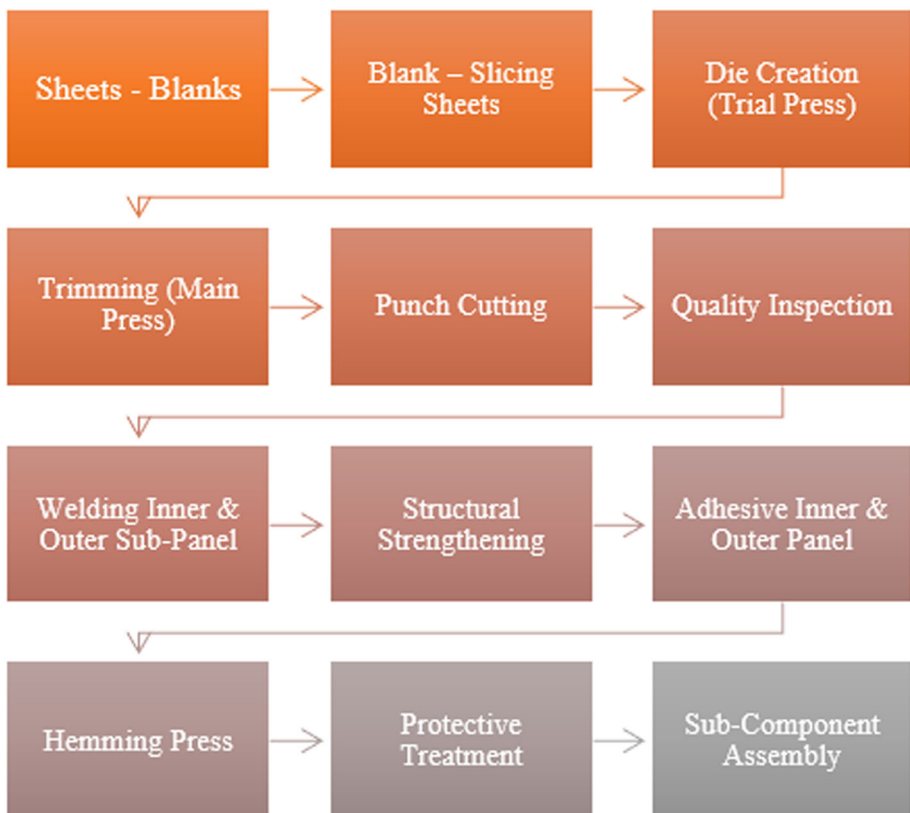 Sheets - Blanks
Blank – Slicing
Sheets
Die Creation
(Trial Press)
Trimming (Main
Press)
Punch Cutting
Quality Inspection
Welding Inner &
Outer Sub-Panel
Structural
Strengthening
Adhesive Inner &
Outer Panel
Hemming Press
Protective
Treatment
Sub-Component
Assembly